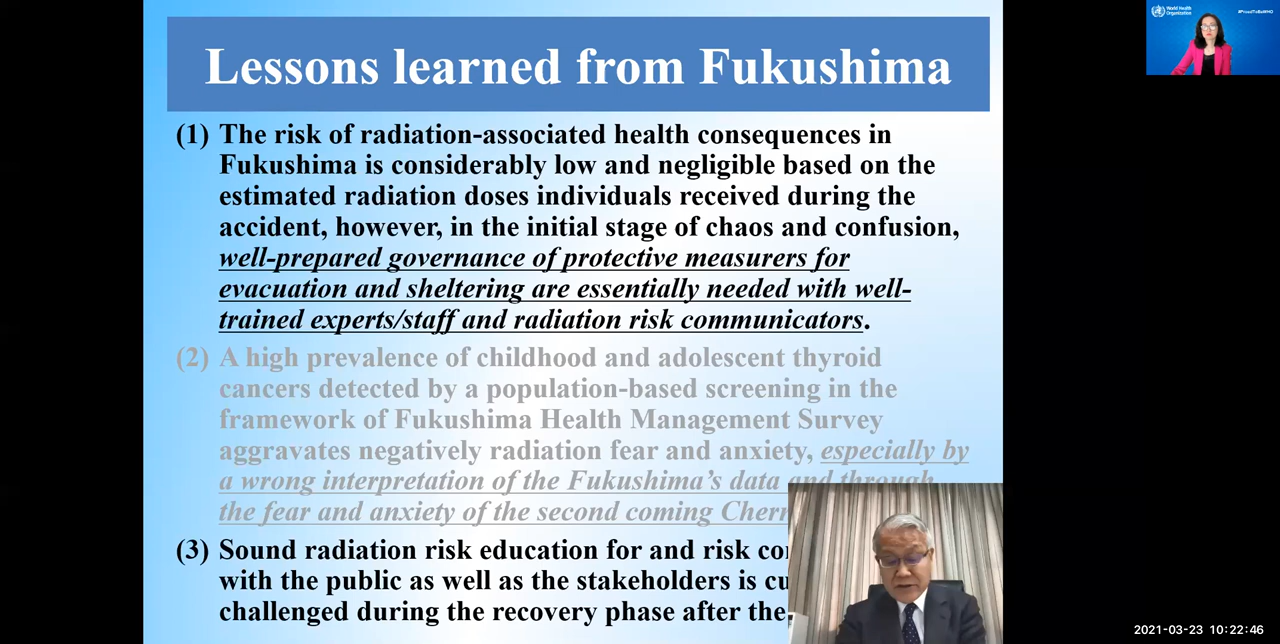 Lessons learned from Fukushima
(1) The risk of radiation-associated health consequences in
Fukushima is considerably low and negligible based on the
estimated radiation doses individuals received during the
accident, however, in the initial stage of chaos and confusion,
well-prepared governance of protective measurers for
evacuation and sheltering are essentially needed with well-
trained experts/staff and radiation risk communicators.
(2) A high prevalence of childhood and adolescent thyroid
cancers detected by a population-based screening in the
framework of Fukushima Health Management Survey
aggravates negatively radiation fear and anxiety, especially by
a wrong interpretation of the Fukushima's data and through
the fear and anxiety of the second coming
(3) Sound radiation risk education for and risk
with the public as well as the stakeholders is
challenged during the recovery phase after the
World Health
Organization
#ProudToBeWHO
2021-03-23 10:22:46